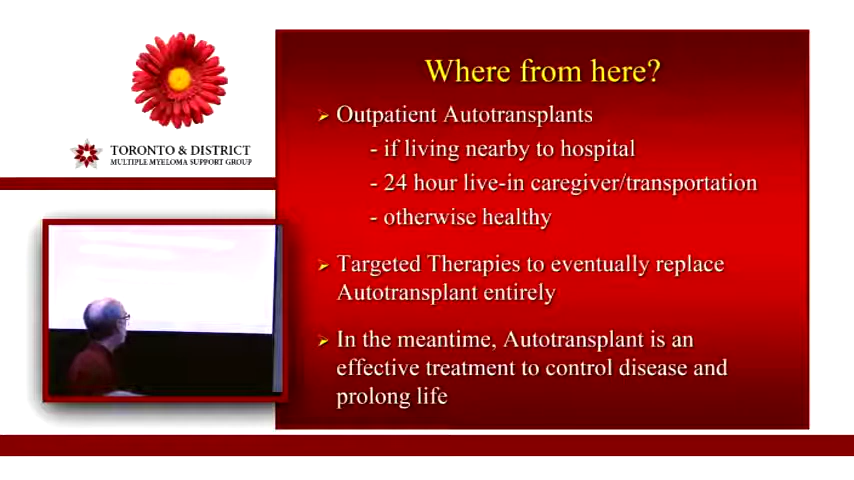 TORONTO & DISTRICT
MULTIPLE MYELOMA SUPPORT GROUP
Where from here?
➢ Outpatient Autotransplants
- if living nearby to hospital
- 24 hour live-in caregiver/transportation
- otherwise healthy
➢ Targeted Therapies to eventually replace
Autotransplant entirely
➢ In the meantime, Autotransplant is an
effective treatment to control disease and
prolong life